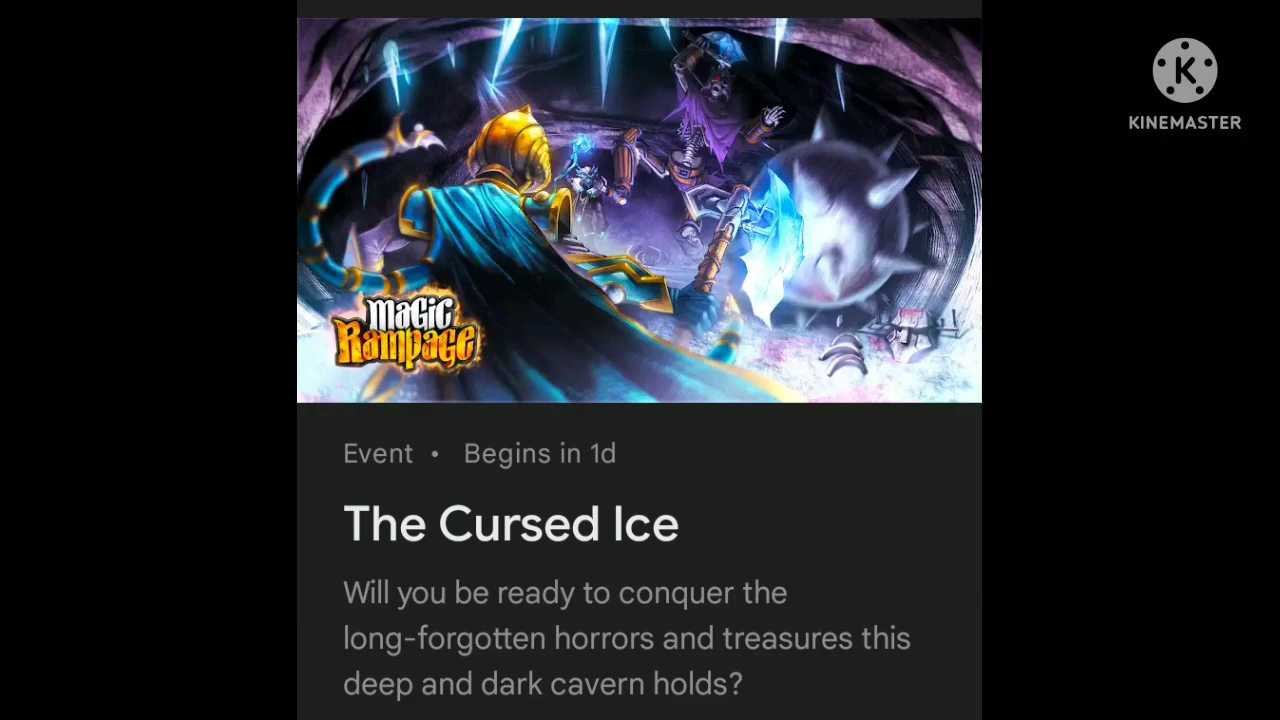 KINEMASTER
MaGic
RamPaGe
Event • Begins in 1d
The Cursed Ice
Will you be ready to conquer the
long-forgotten horrors and treasures this
deep and dark cavern holds?